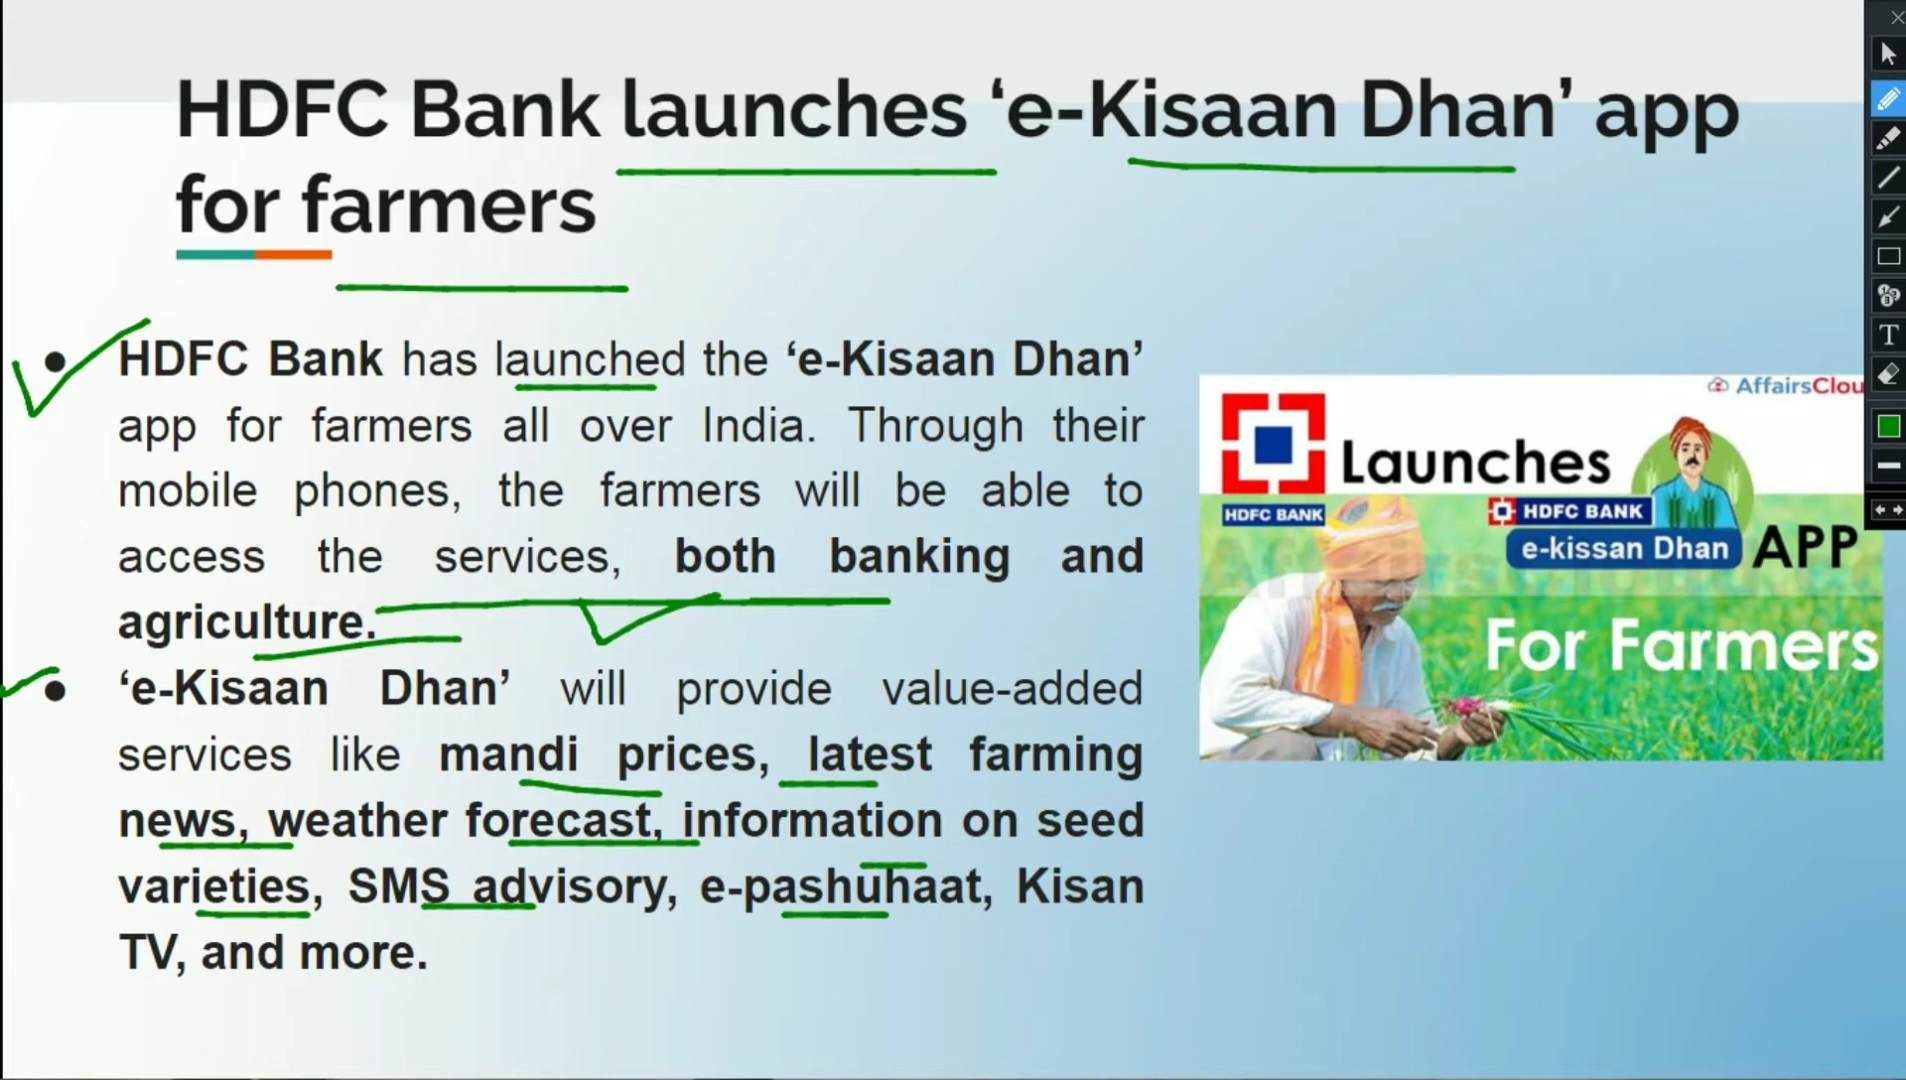 HDFC Bank launches ‘e-Kisaan Dhan’ app
for farmers
● HDFC Bank has launched the ‘e-Kisaan Dhan’
app for farmers all over India. Through their
mobile phones, the farmers will be able to
access the services, both banking and
agriculture.
● ‘e-Kisaan Dhan’ will provide value-added
services like mandi prices, latest farming
news, weather forecast, information on seed
varieties, SMS advisory, e-pashuhaat, Kisan
TV, and more.
AffairsClou
Launches
HDFC BANK
HDFC BANK
e-kissan Dhan APP
For Farmers
T